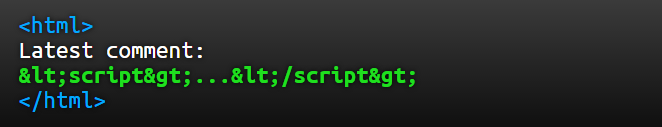 <html>
Latest comment:
&lt;script&gt;...&lt;/script&gt;
</html>